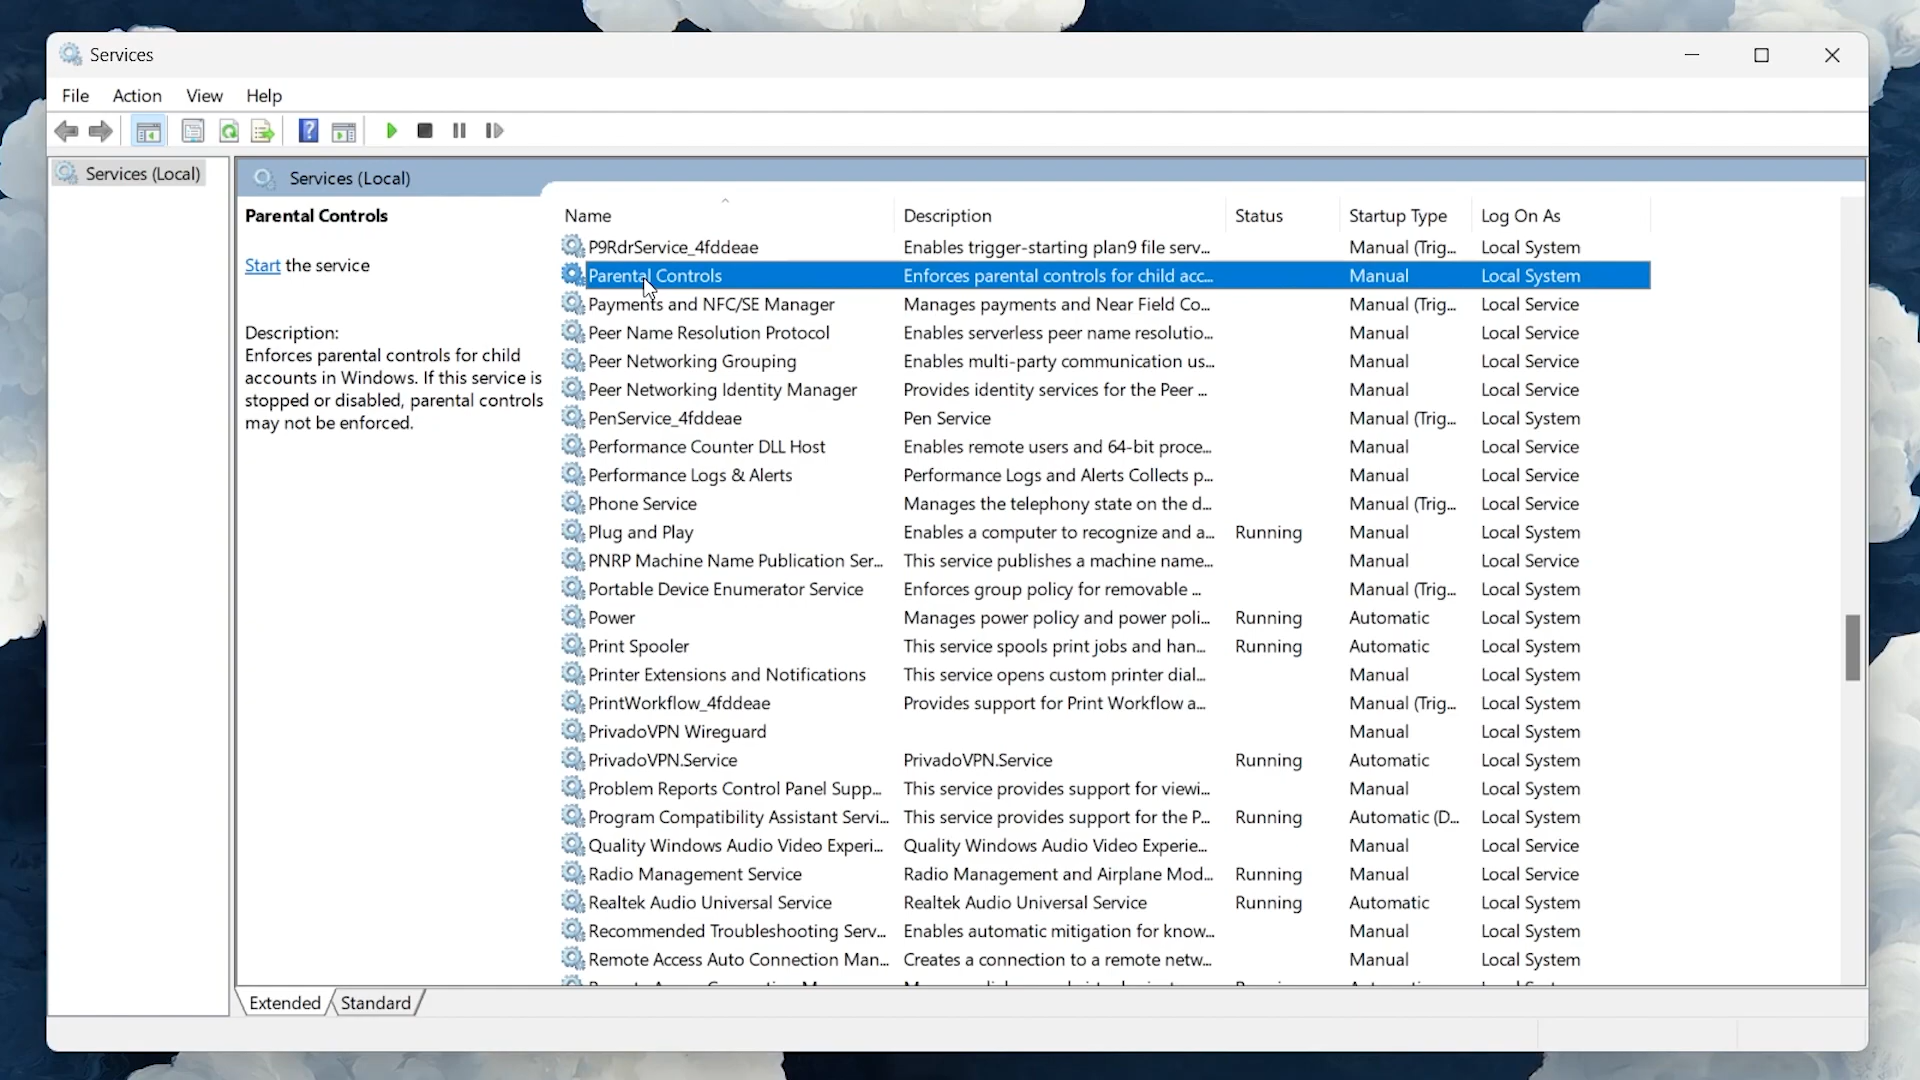 Services
File Action View Help
Services (Local)
Services (Local)
Parental Controls
Start the service
Description:
Enforces parental controls for child
accounts in Windows. If this service is
stopped or disabled, parental controls
may not be enforced.
Name Description Status Startup Type Log On As
P9RdrService_4fddeae Enables trigger-starting plan9 file serv... Manual (Trig... Local System
Parental Controls Enforces parental controls for child acc... Manual Local System
Payments and NFC/SE Manager Manages payments and Near Field Co... Manual (Trig... Local Service
Peer Name Resolution Protocol Enables serverless peer name resolutio... Manual Local Service
Peer Networking Grouping Enables multi-party communication us... Manual Local Service
Peer Networking Identity Manager Provides identity services for the Peer ... Manual Local Service
PenService_4fddeae Pen Service Manual (Trig... Local System
Performance Counter DLL Host Enables remote users and 64-bit proce... Manual Local Service
Performance Logs & Alerts Performance Logs and Alerts Collects p... Manual Local Service
Phone Service Manages the telephony state on the d... Manual (Trig... Local Service
Plug and Play Enables a computer to recognize and a... Running Manual Local System
PNRP Machine Name Publication Ser... This service publishes a machine name... Manual Local Service
Portable Device Enumerator Service Enforces group policy for removable ... Manual (Trig... Local System
Power Manages power policy and power poli... Running Automatic Local System
Print Spooler This service spools print jobs and han... Running Automatic Local System
Printer Extensions and Notifications This service opens custom printer dial... Manual Local System
PrintWorkflow_4fddeae Provides support for Print Workflow a... Manual (Trig... Local System
PrivadoVPN Wireguard Manual Local System
PrivadoVPN.Service PrivadoVPN.Service Running Automatic Local System
Problem Reports Control Panel Supp... This service provides support for viewi... Manual Local System
Program Compatibility Assistant Servi... This service provides support for the P... Running Automatic (D... Local System
Quality Windows Audio Video Experi... Quality Windows Audio Video Experie... Manual Local Service
Radio Management Service Radio Management and Airplane Mod... Running Manual Local Service
Realtek Audio Universal Service Realtek Audio Universal Service Running Automatic Local System
Recommended Troubleshooting Serv... Enables automatic mitigation for know... Manual Local System
Remote Access Auto Connection Man... Creates a connection to a remote netw... Manual Local System
Extended Standard